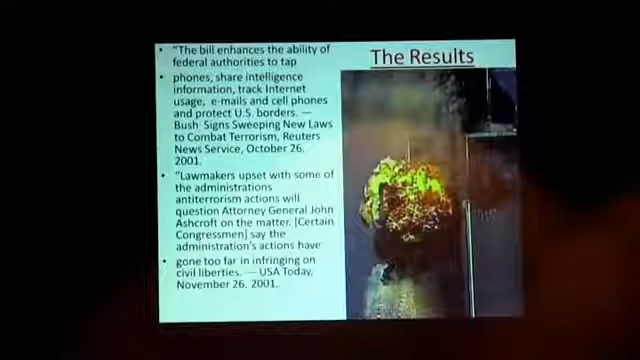 The Results
• "The bill enhances the ability of
federal authorities to tap
• phones, share intelligence
information, track Internet
usage, e-mails and cell phones
and protect U.S. borders. —
Bush Signs Sweeping New Laws
to Combat Terrorism, Reuters
News Service, October 26,
2001.
• "Lawmakers upset with some of
the administrations
antiterrorism actions will
question Attorney General John
Ashcroft on the matter. [Certain
Congressmen] say the
administration's actions have
• gone too far in infringing on
civil liberties. — USA Today,
November 26, 2001.